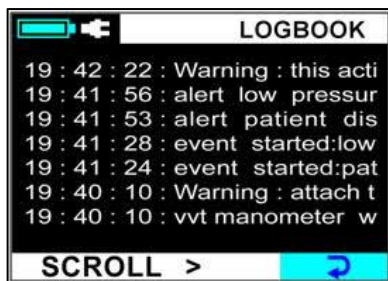 LOGBOOK
19 : 42 : 22 : Warning : this acti
19 : 41 : 56 : alert low pressur
19 : 41 : 53 : alert patient dis
19 : 41 : 28 : event started:low
19 : 41 : 24 : event started:pat
19 : 40 : 10 : Warning : attach t
19 : 40 : 10 : vvt manometer w
SCROLL >